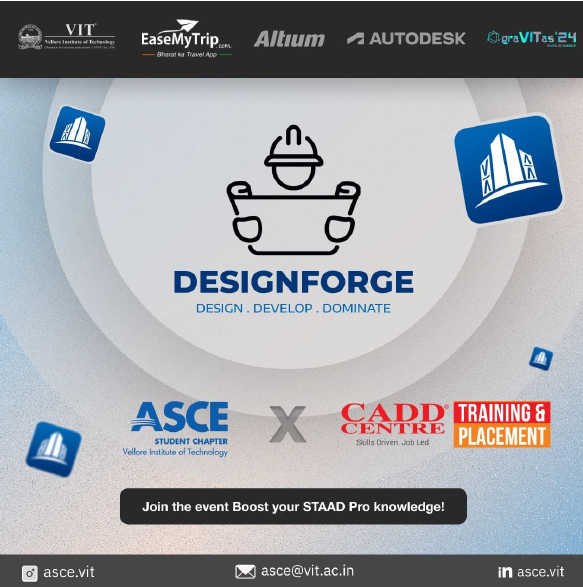 VIT
Vellore Institute of Technology
EaseMyTrip.com
Bharat ka Travel App
Altıum
AUTODESK
graVITas'24
DESIGNFORGE
DESIGN . DEVELOP . DOMINATE
ASCE
STUDENT CHAPTER
Vellore Institute of Technology
X
CADD
CENTRE
Skills Driven. Job Led
TRAINING &
PLACEMENT
Join the event Boost your STAAD Pro knowledge!
asce.vit
asce@vit.ac.in
in asce.vit